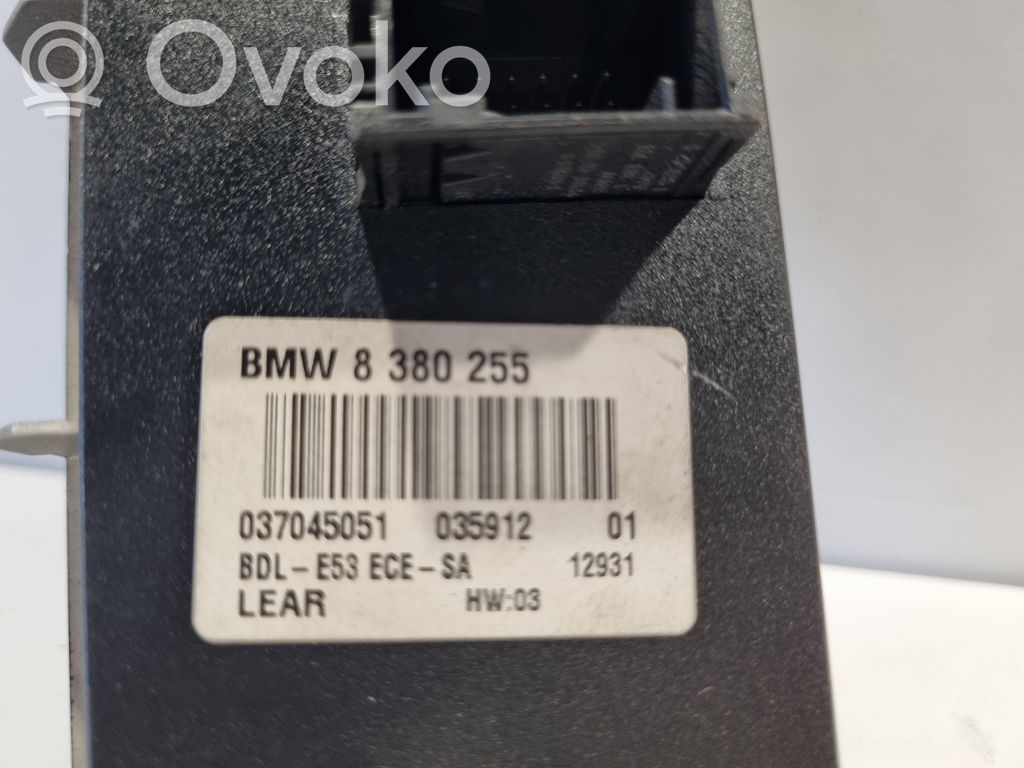 Ovoko
BMW 8 380 255
037045051 035912 01
BDL-E53 ECE-SA 12931
LEAR HW:03